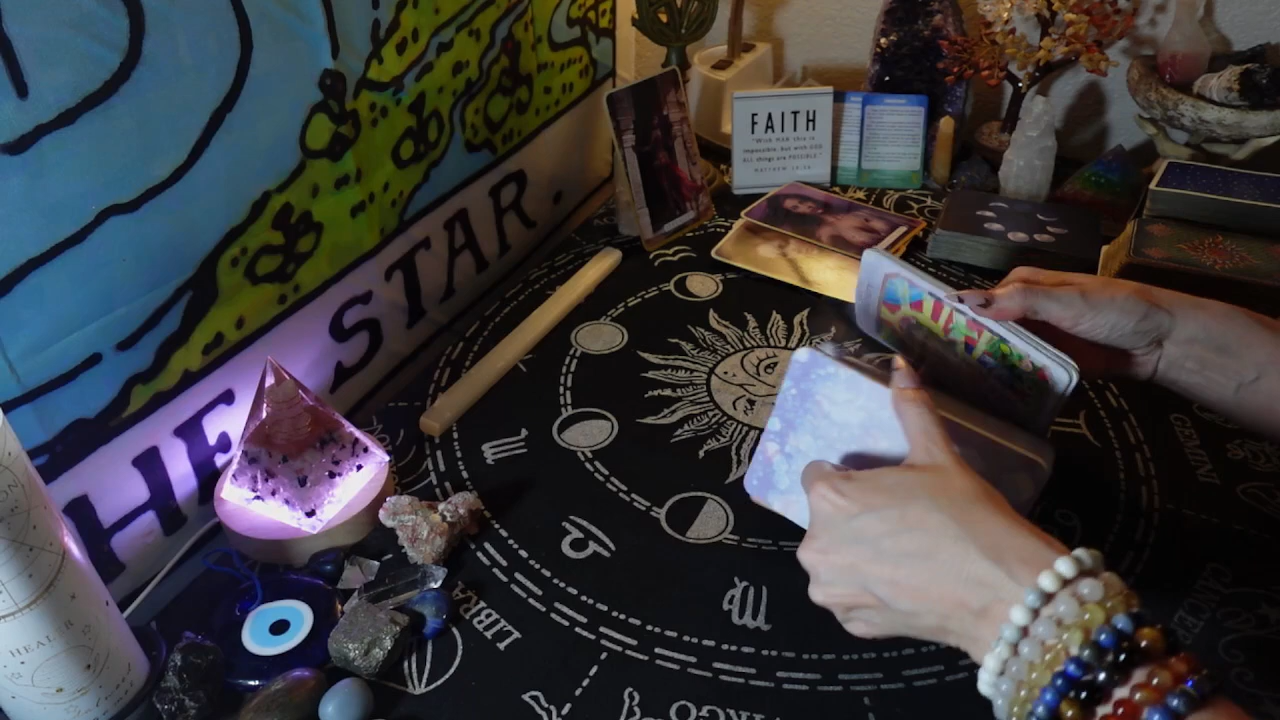 THE STAR.
FAITH
"With MAN this is
impossible, but with GOD
ALL things are POSSIBLE."
MATTHEW 19:26
GEMINI
CANCER
LIBRA
VIRGO
HEALER